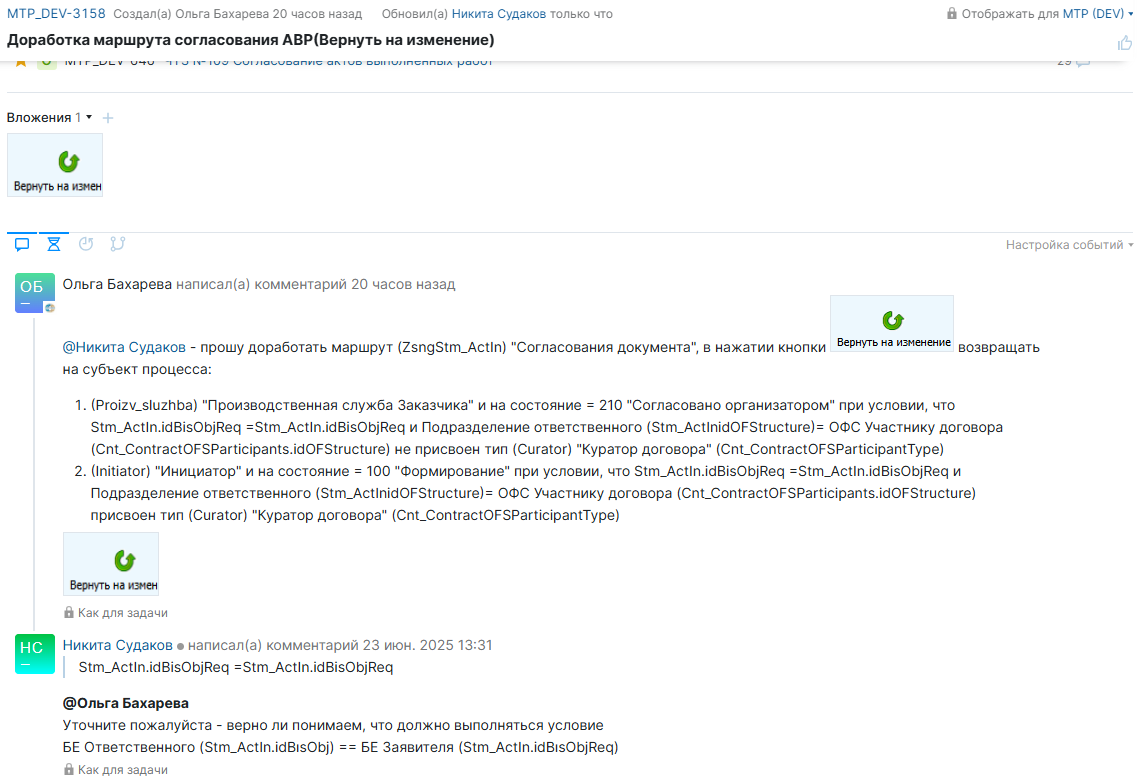 MTP_DEV-3158 Создал(а) Ольга Бахарева 20 часов назад Обновил(а) Никита Судаков только что Отображать для MTP (DEV)
Доработка маршрута согласования АВР(Вернуть на изменение)
MTP_DEV-646 ЧТЗ №109 Согласование актов выполненных работ 29
Вложения 1
Вернуть на измен
Настройка событий
ОБ
Ольга Бахарева написал(а) комментарий 20 часов назад
@Никита Судаков - прошу доработать маршрут (ZsngStm_ActIn) "Согласования документа", в нажатии кнопки Вернуть на изменение возвращать
на субъект процесса:
1. (Proizv_sluzhba) "Производственная служба Заказчика" и на состояние = 210 "Согласовано организатором" при условии, что
Stm_ActIn.idBisObjReq =Stm_ActIn.idBisObjReq и Подразделение ответственного (Stm_ActInidOFStructure)= ОФС Участнику договора
(Cnt_ContractOFSParticipants.idOFStructure) не присвоен тип (Curator) "Куратор договора" (Cnt_ContractOFSParticipantType)
2. (Initiator) "Инициатор" и на состояние = 100 "Формирование" при условии, что Stm_ActIn.idBisObjReq =Stm_ActIn.idBisObjReq и
Подразделение ответственного (Stm_ActInidOFStructure)= ОФС Участнику договора (Cnt_ContractOFSParticipants.idOFStructure)
присвоен тип (Curator) "Куратор договора" (Cnt_ContractOFSParticipantType)
Вернуть на измен
Как для задачи
НС
Никита Судаков написал(а) комментарий 23 июн. 2025 13:31
Stm_ActIn.idBisObjReq =Stm_ActIn.idBisObjReq
@Ольга Бахарева
Уточните пожалуйста - верно ли понимаем, что должно выполняться условие
БЕ Ответственного (Stm_ActIn.idBisObj) == БЕ Заявителя (Stm_ActIn.idBisObjReq)
Как для задачи